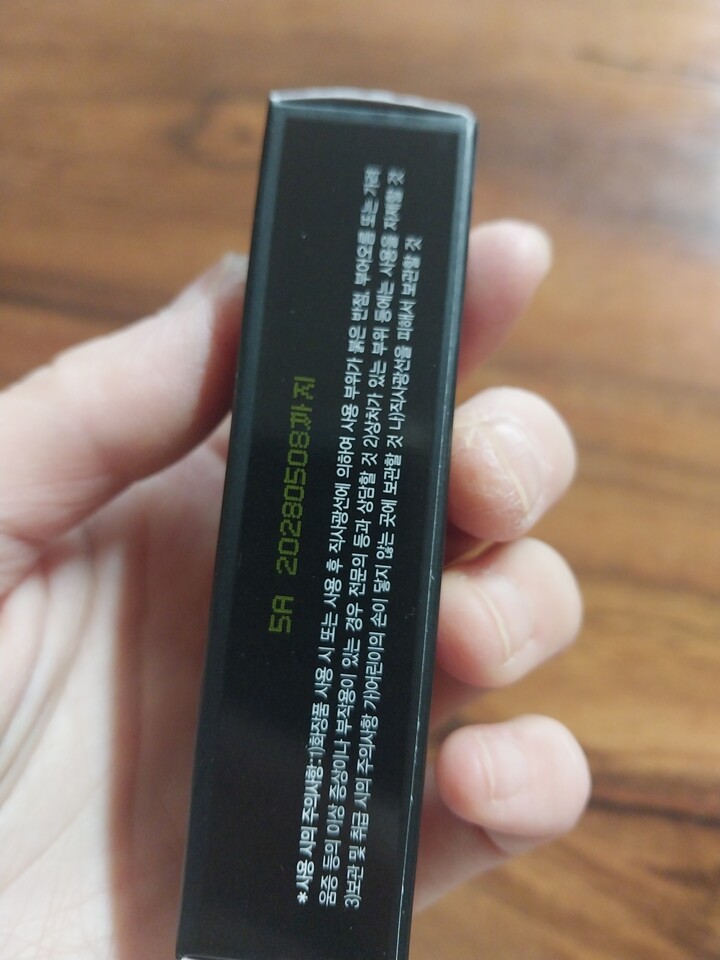 5A 20280508까지
*사용 시의 주의사항:1)화장품 사용 시 또는 사용 후 직사광선에 의하여 사용 부위가 붉은 반점, 부어오름 또는 가려
움증 등의 이상 증상이나 부작용이 있는 경우 전문의 등과 상담할 것 2)상처가 있는 부위 등에는 사용을 자제할 것
3)보관 및 취급 시의 주의사항 가)어린이의 손이 닿지 않는 곳에 보관할 것 나)직사광선을 피해서 보관할 것